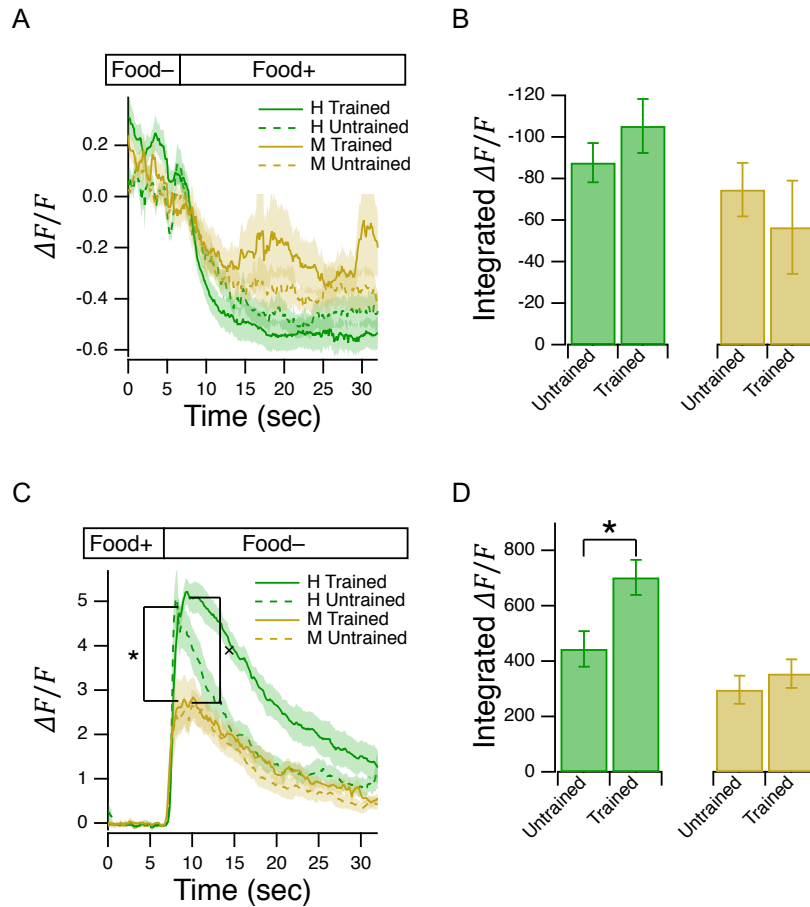 A
Food– Food+
H Trained
H Untrained
M Trained
M Untrained
0.2
0.0
-0.2
-0.4
-0.6
ΔF/F
0 5 10 15 20 25 30
Time (sec)
B
-120
-100
-80
-60
-40
-20
0
Integrated ΔF/F
Untrained Trained Untrained Trained
C
Food+ Food–
H Trained
H Untrained
M Trained
M Untrained
5
4
3
2
1
0
ΔF/F
*
×
0 5 10 15 20 25 30
Time (sec)
D
*
800
600
400
200
0
Integrated ΔF/F
Untrained Trained Untrained Trained